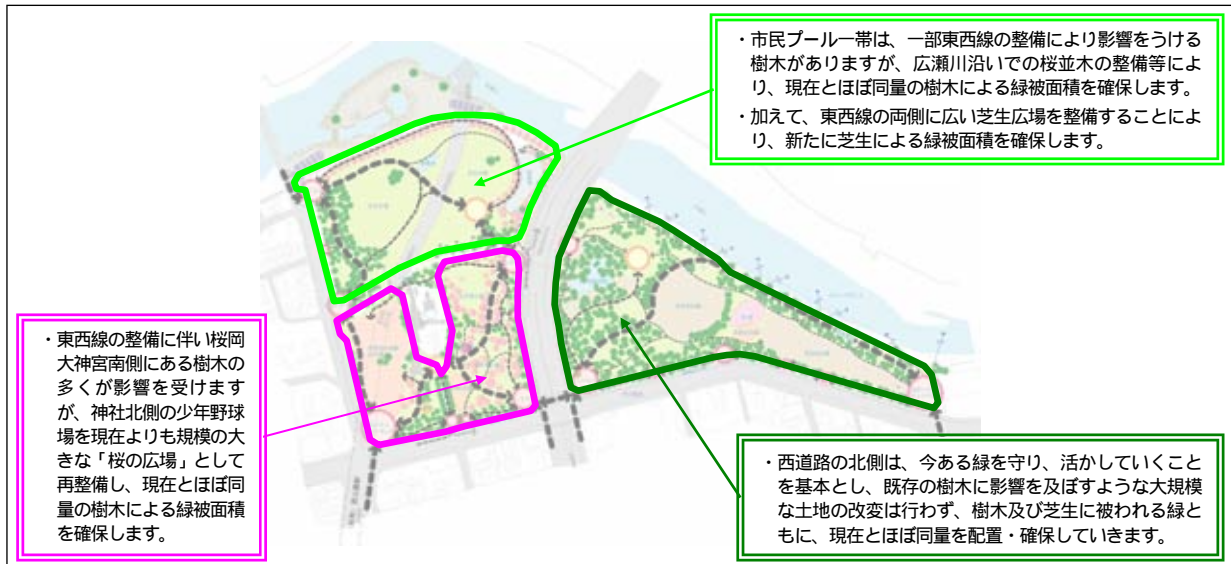 ・市民プール一帯は、一部東西線の整備により影響をうける
樹木がありますが、広瀬川沿いでの桜並木の整備等によ
り、現在とほぼ同量の樹木による緑被面積を確保します。
・加えて、東西線の両側に広い芝生広場を整備することによ
り、新たに芝生による緑被面積を確保します。
・東西線の整備に伴い桜岡
大神宮南側にある樹木の
多くが影響を受けます
が、神社北側の少年野球
場を現在よりも規模の大
きな「桜の広場」として
再整備し、現在とほぼ同
量の樹木による緑被面積
を確保します。
・西道路の北側は、今ある緑を守り、活かしていくこと
を基本とし、既存の樹木に影響を及ぼすような大規模
な土地の改変は行わず、樹木及び芝生に被われる緑
ともに、現在とほぼ同量を配置・確保していきます。